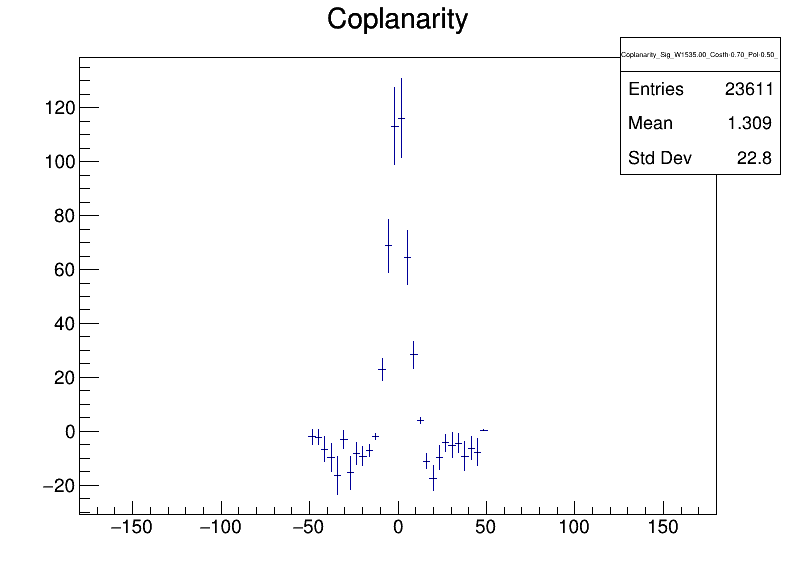 Coplanarity
Coplanarity_Sig_W1535.00_Costh-0.70_Pol-0.50_
Entries 23611
Mean 1.309
Std Dev 22.8
120
100
80
60
40
20
0
−20
−150 −100 −50 0 50 100 150